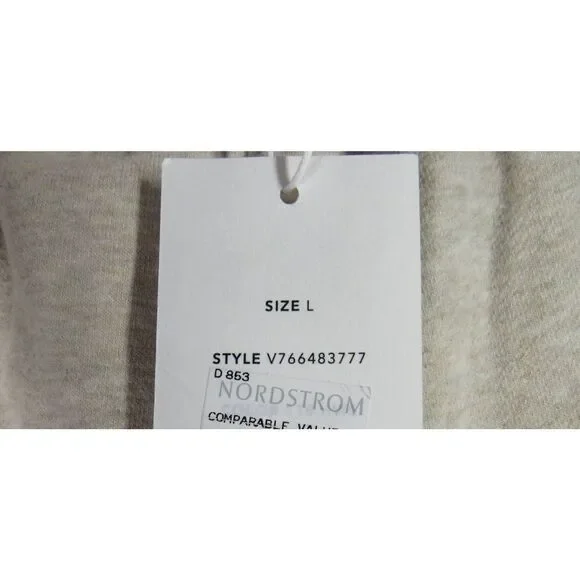 SIZE L
STYLE V766483777
D 853
NORDSTROM
COMPARABLE VALUE